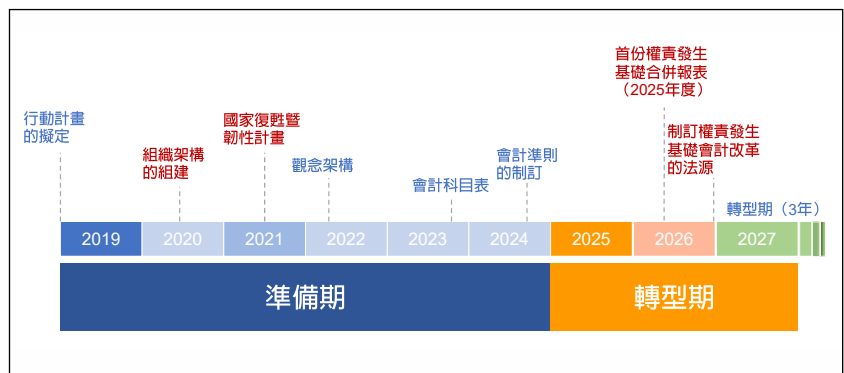 首份權責發生
基礎合併報表
（2025年度）
行動計畫
的擬定
國家復甦暨
韌性計畫
組織架構
的組建
觀念架構
會計科目表
會計準則
的制訂
制訂權責發生
基礎會計改革
的法源
轉型期（3年）
2019
2020
2021
2022
2023
2024
2025
2026
2027
準備期
轉型期